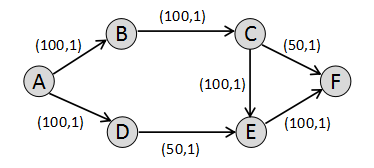 (100,1)
B
C
(100,1)
(50,1)
A
(100,1)
F
(100,1)
D
(50,1)
E
(100,1)